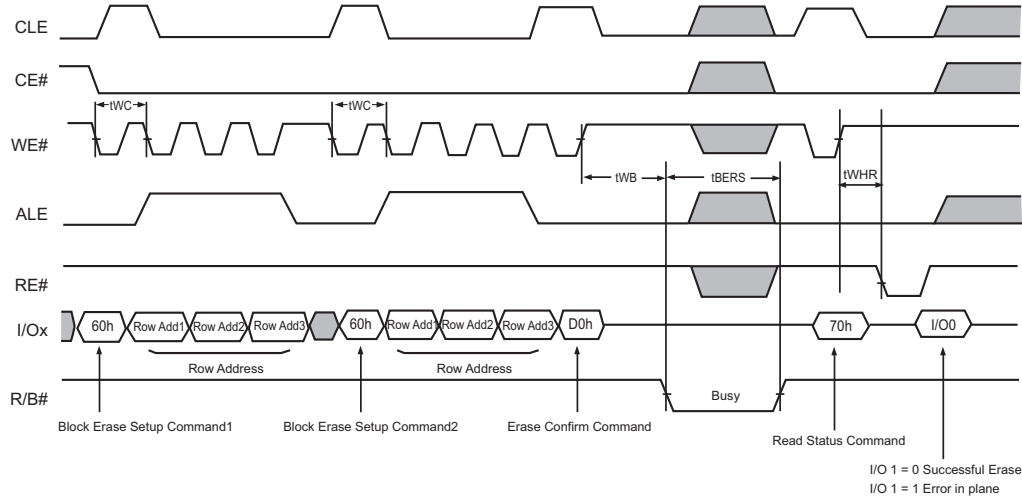 CLE
CE#
tWC
tWC
WE#
tWB
tBERS
tWHR
ALE
RE#
I/Ox
60h
Row Add1
Row Add2
Row Add3
60h
Row Add1
Row Add2
Row Add3
D0h
70h
I/O0
Row Address
Row Address
R/B#
Busy
Block Erase Setup Command1
Block Erase Setup Command2
Erase Confirm Command
Read Status Command
I/O 1 = 0 Successful Erase
I/O 1 = 1 Error in plane